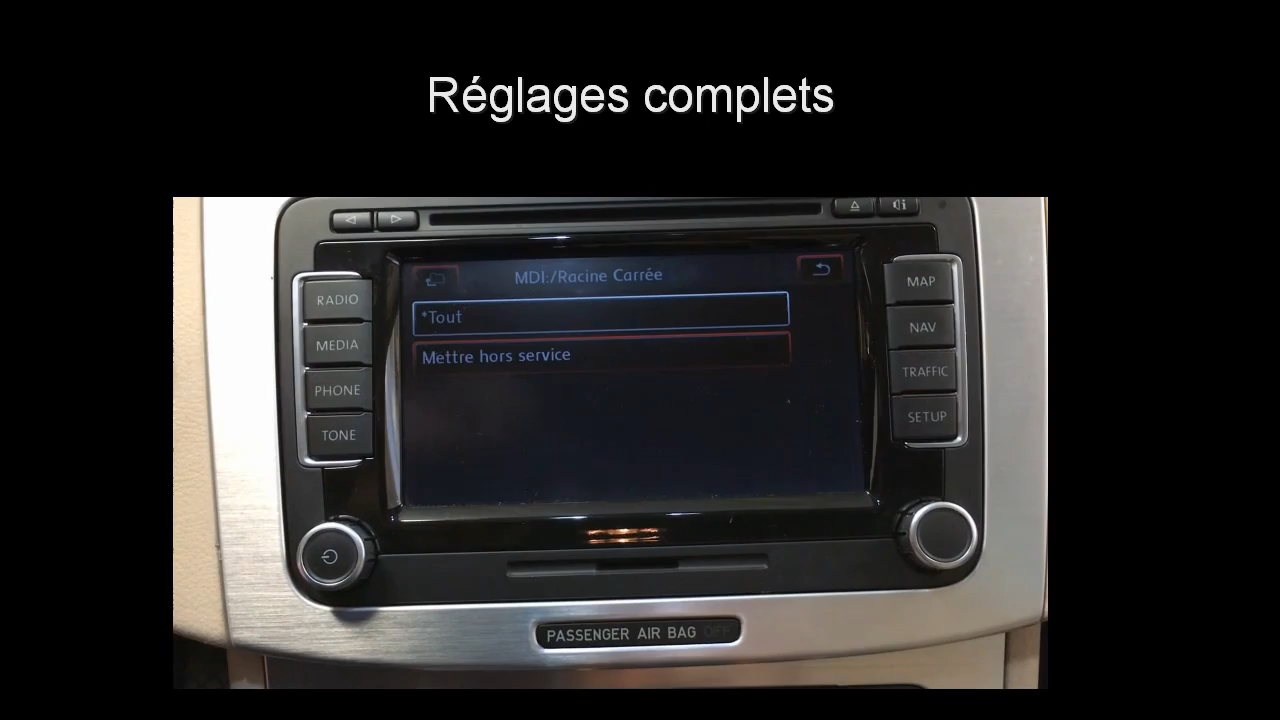 Réglages complets
MDI:/Racine Carrée
*Tout
Mettre hors service
RADIO
MEDIA
PHONE
TONE
MAP
NAV
TRAFFIC
SETUP
PASSENGER AIR BAG OFF